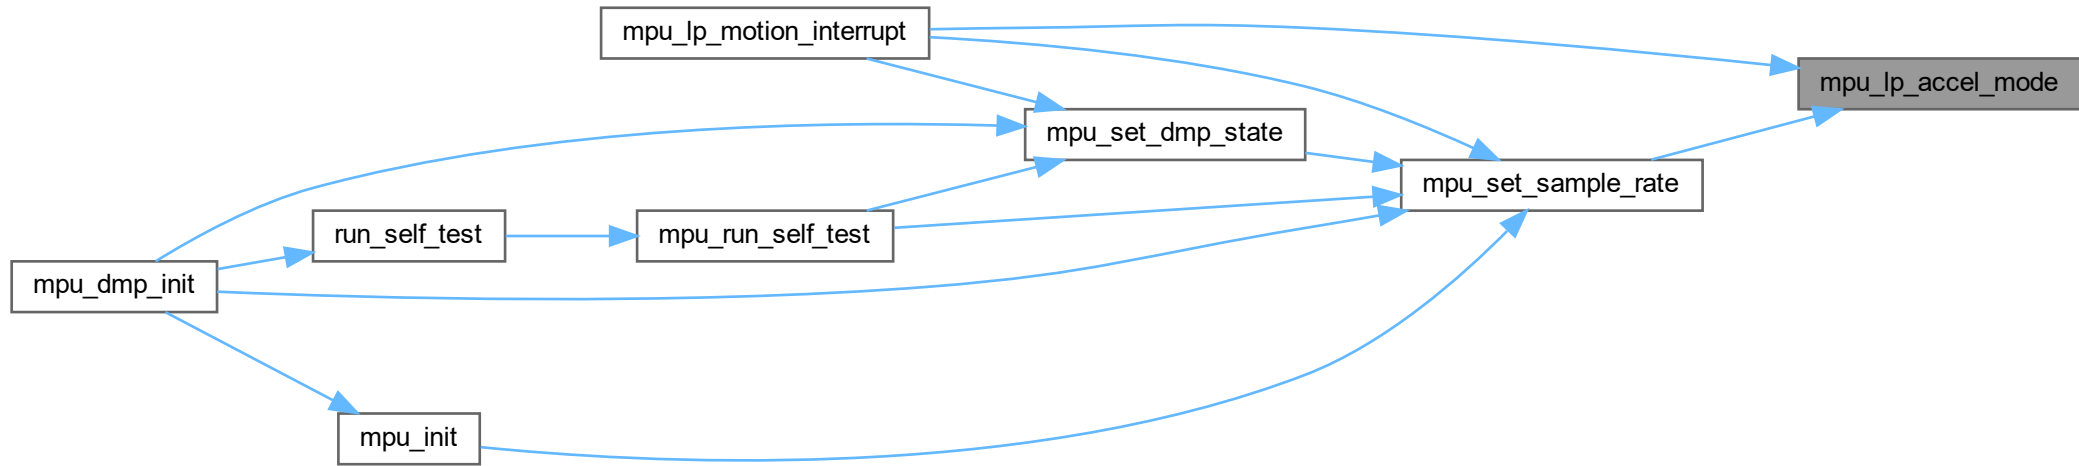 mpu_lp_motion_interrupt
mpu_lp_accel_mode
mpu_set_dmp_state
mpu_set_sample_rate
run_self_test
mpu_run_self_test
mpu_dmp_init
mpu_init